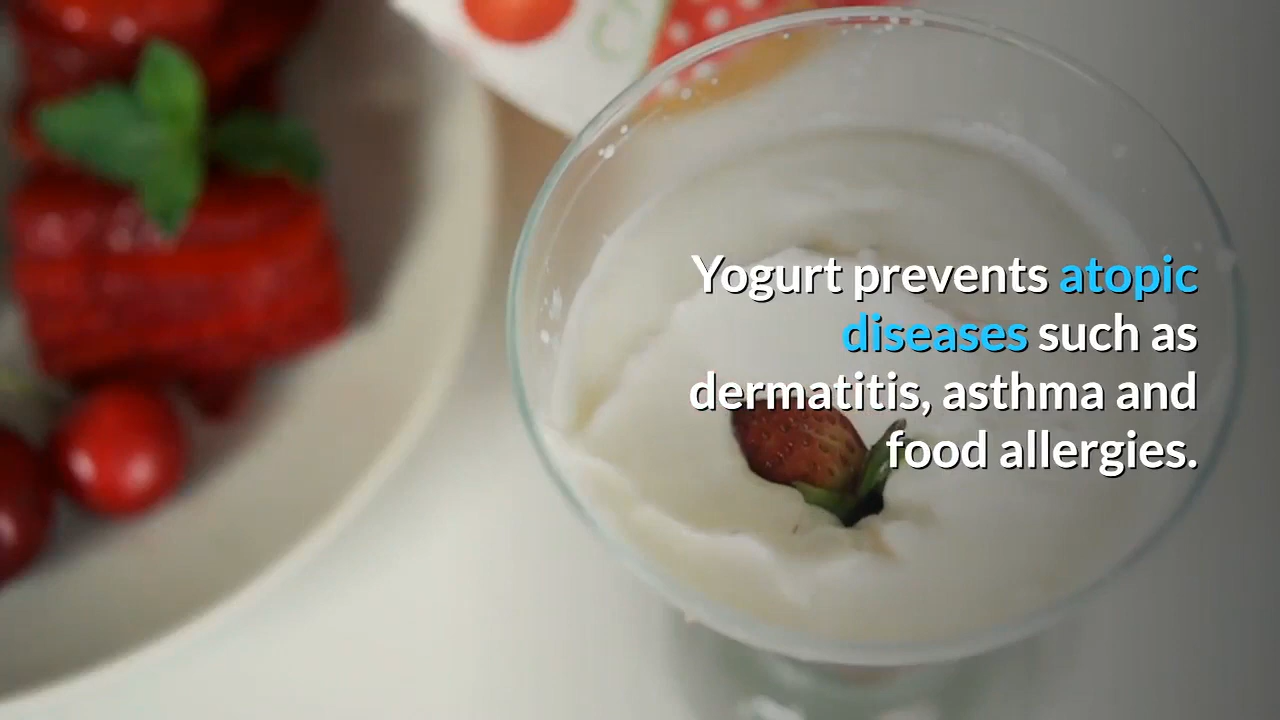 Yogurt prevents atopic
diseases such as
dermatitis, asthma and
food allergies.